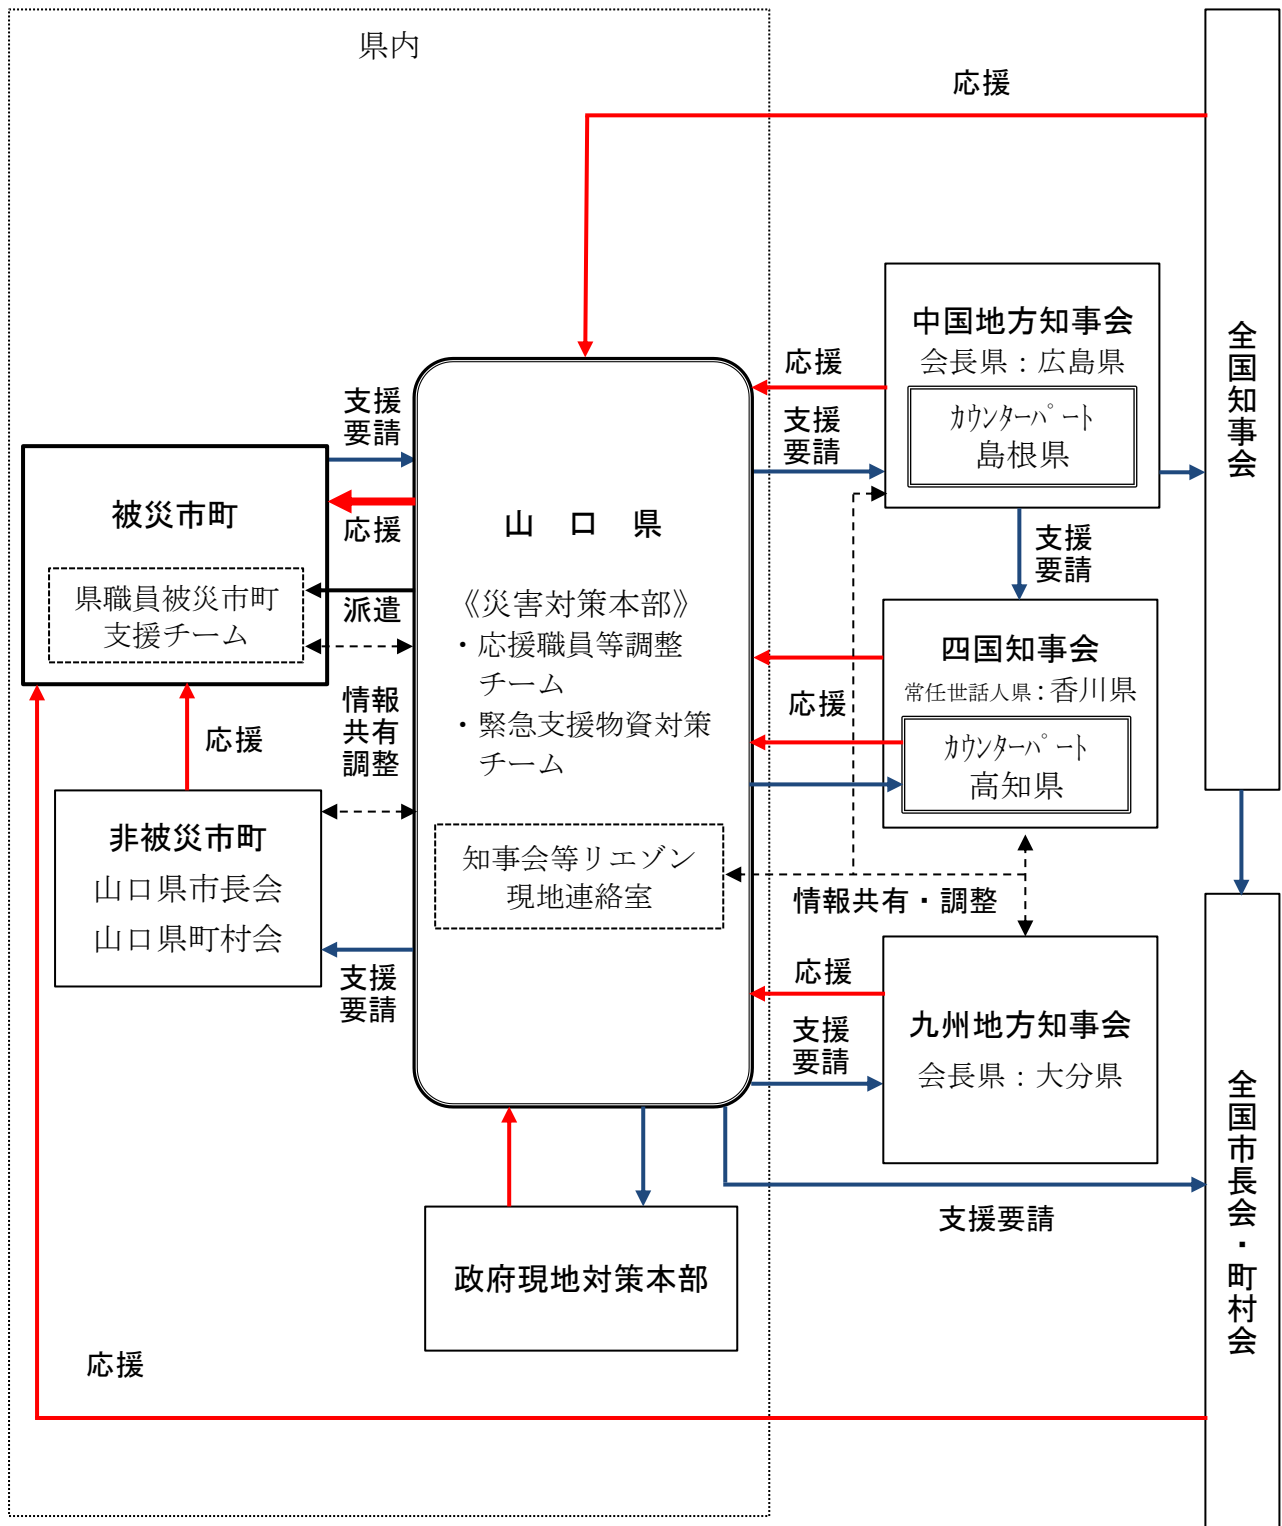 県内
応援
全国知事会
中国地方知事会
会長県：広島県
カウンターパート
島根県
応援
支援
要請
支援
要請
被災市町
応援
県職員被災市町
支援チーム
派遣
山　口　県
《災害対策本部》
・応援職員等調整
チーム
・緊急支援物資対策
チーム
支援
要請
四国知事会
常任世話人県：香川県
カウンターパート
高知県
応援
情報
共有
調整
応援
非被災市町
山口県市長会
山口県町村会
知事会等リエゾン
現地連絡室
情報共有・調整
支援
要請
応援
支援
要請
九州地方知事会
会長県：大分県
全国市長会・町村会
支援要請
政府現地対策本部
応援